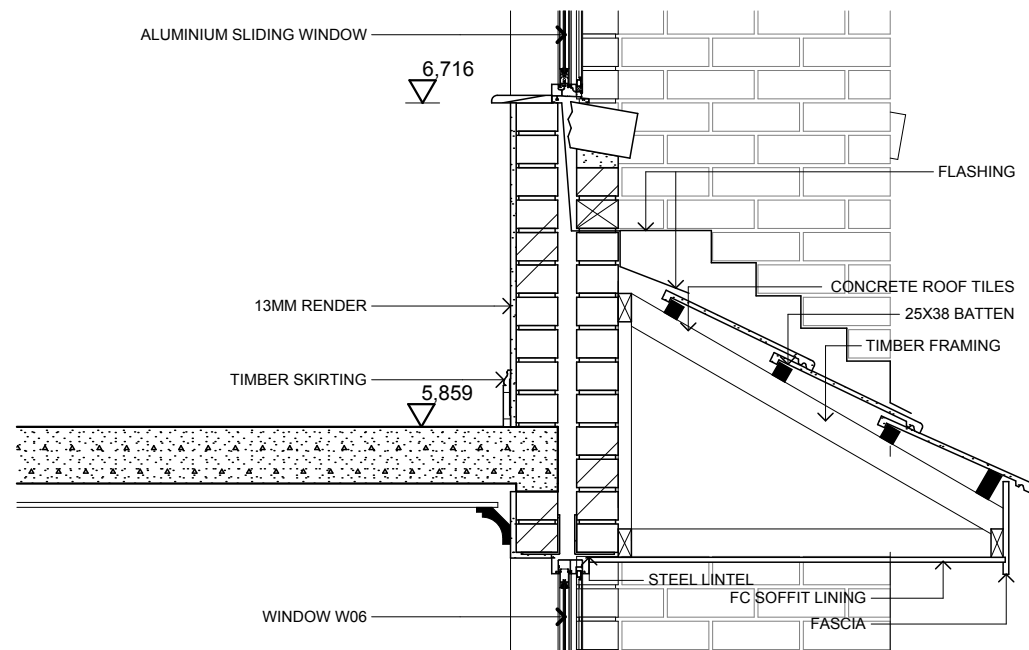 ALUMINIUM SLIDING WINDOW
6,716
FLASHING
CONCRETE ROOF TILES
13MM RENDER
25X38 BATTEN
TIMBER FRAMING
TIMBER SKIRTING
5,859
STEEL LINTEL
FC SOFFIT LINING
WINDOW W06
FASCIA